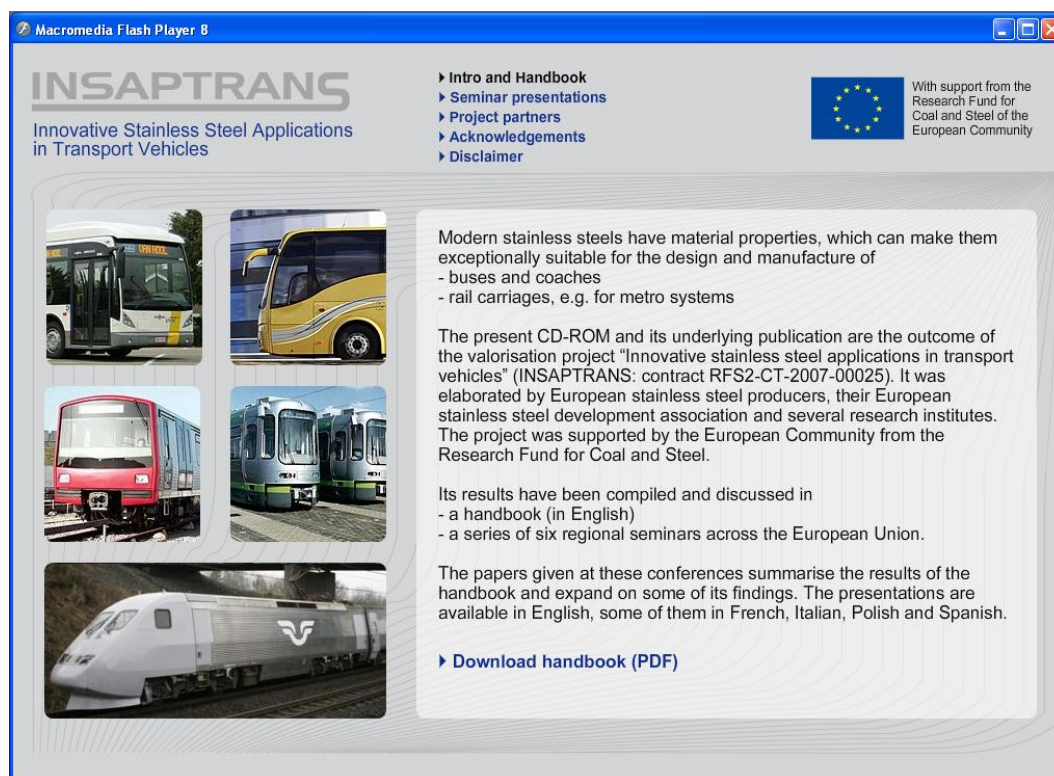 Macromedia Flash Player 8
INSAPTRANS
Innovative Stainless Steel Applications
in Transport Vehicles
Intro and Handbook
Seminar presentations
Project partners
Acknowledgements
Disclaimer
With support from the
Research Fund for
Coal and Steel of the
European Community
VAN HOOL
Modern stainless steels have material properties, which can make them
exceptionally suitable for the design and manufacture of
- buses and coaches
- rail carriages, e.g. for metro systems
The present CD-ROM and its underlying publication are the outcome of
the valorisation project “Innovative stainless steel applications in transport
vehicles” (INSAPTRANS: contract RFS2-CT-2007-00025). It was
elaborated by European stainless steel producers, their European
stainless steel development association and several research institutes.
The project was supported by the European Community from the
Research Fund for Coal and Steel.
Its results have been compiled and discussed in
- a handbook (in English)
- a series of six regional seminars across the European Union.
The papers given at these conferences summarise the results of the
handbook and expand on some of its findings. The presentations are
available in English, some of them in French, Italian, Polish and Spanish.
Download handbook (PDF)